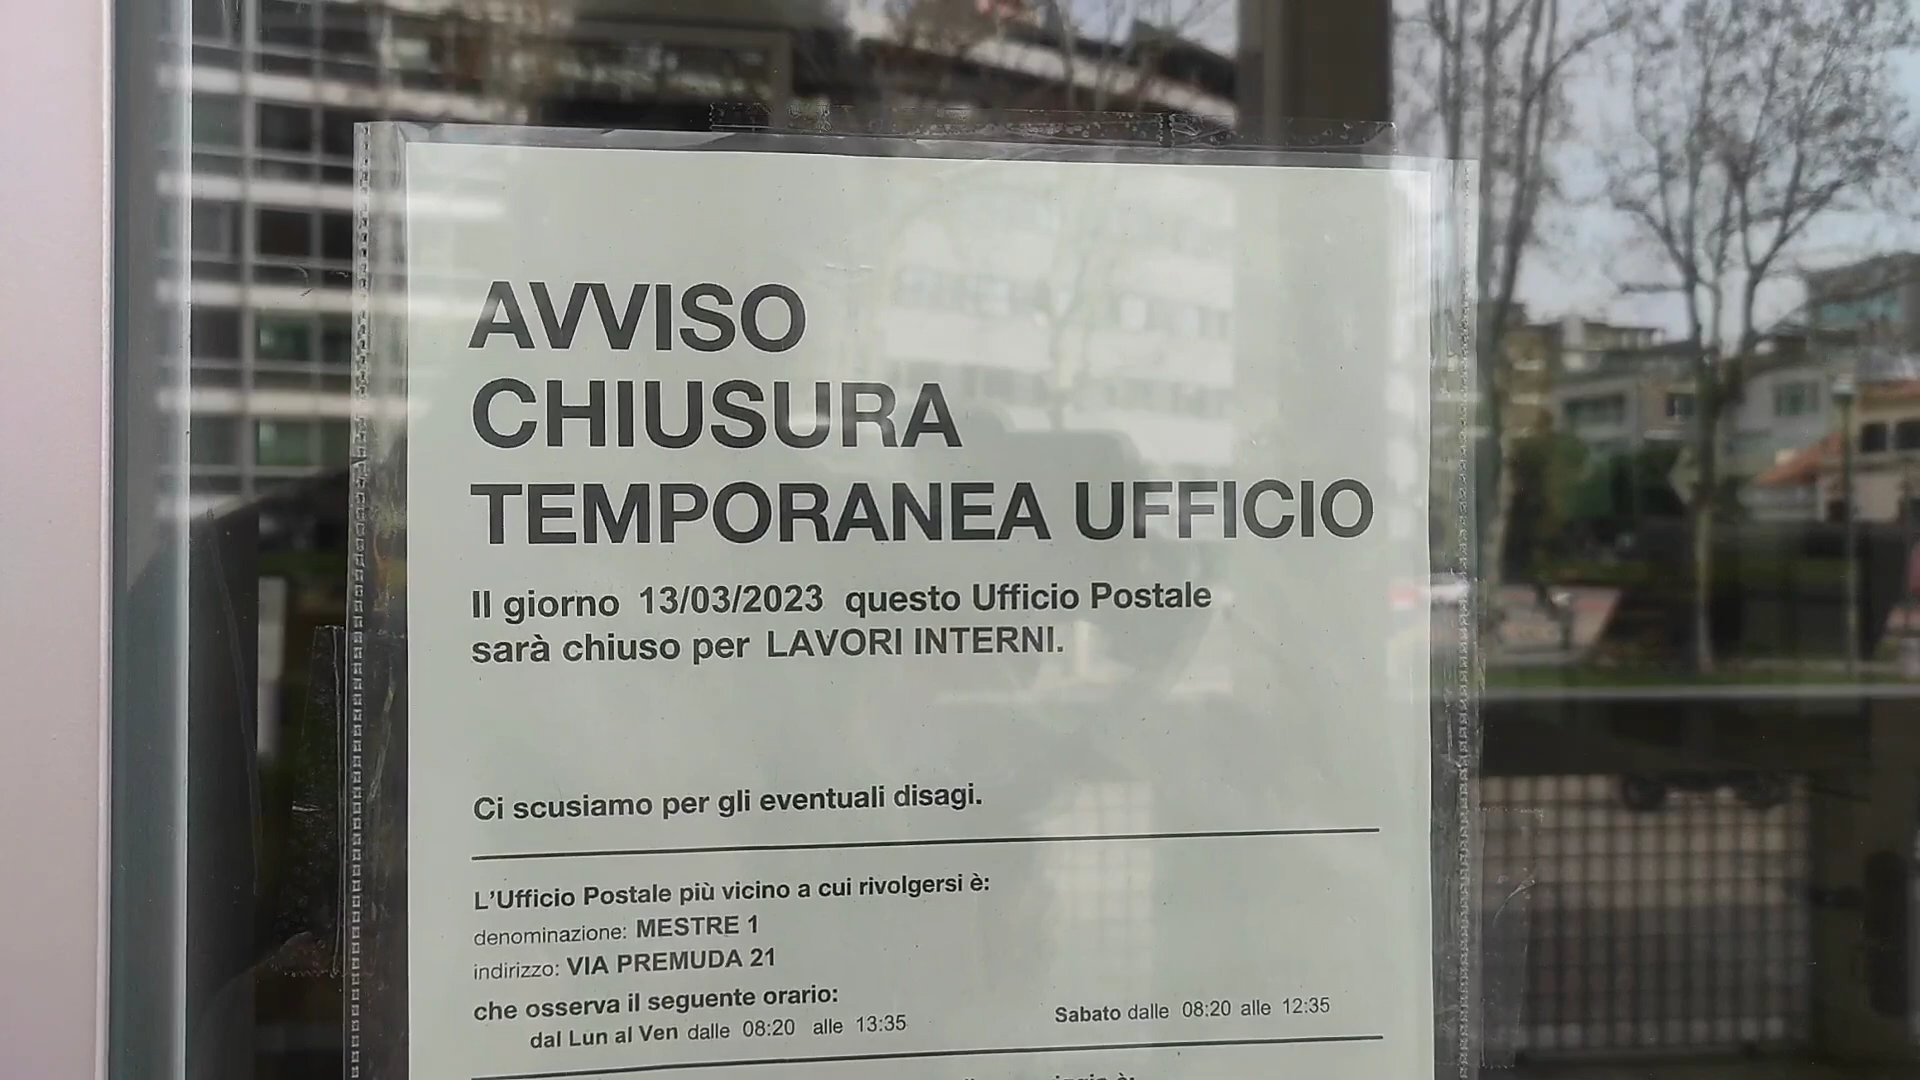 AVVISO
CHIUSURA
TEMPORANEA UFFICIO
Il giorno 13/03/2023 questo Ufficio Postale
sarà chiuso per LAVORI INTERNI.
Ci scusiamo per gli eventuali disagi.
L'Ufficio Postale più vicino a cui rivolgersi è:
denominazione: MESTRE 1
indirizzo: VIA PREMUDA 21
che osserva il seguente orario:
dal Lun al Ven dalle 08:20 alle 13:35 Sabato dalle 08:20 alle 12:35